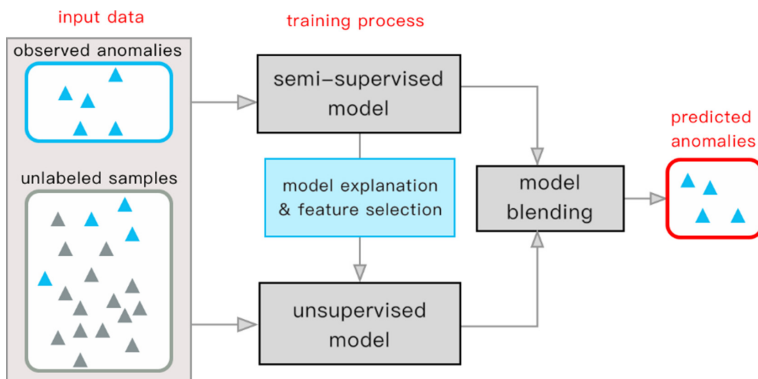 input data
training process
observed anomalies
semi-supervised
model
predicted
anomalies
unlabeled samples
model explanation
& feature selection
model
blending
unsupervised
model